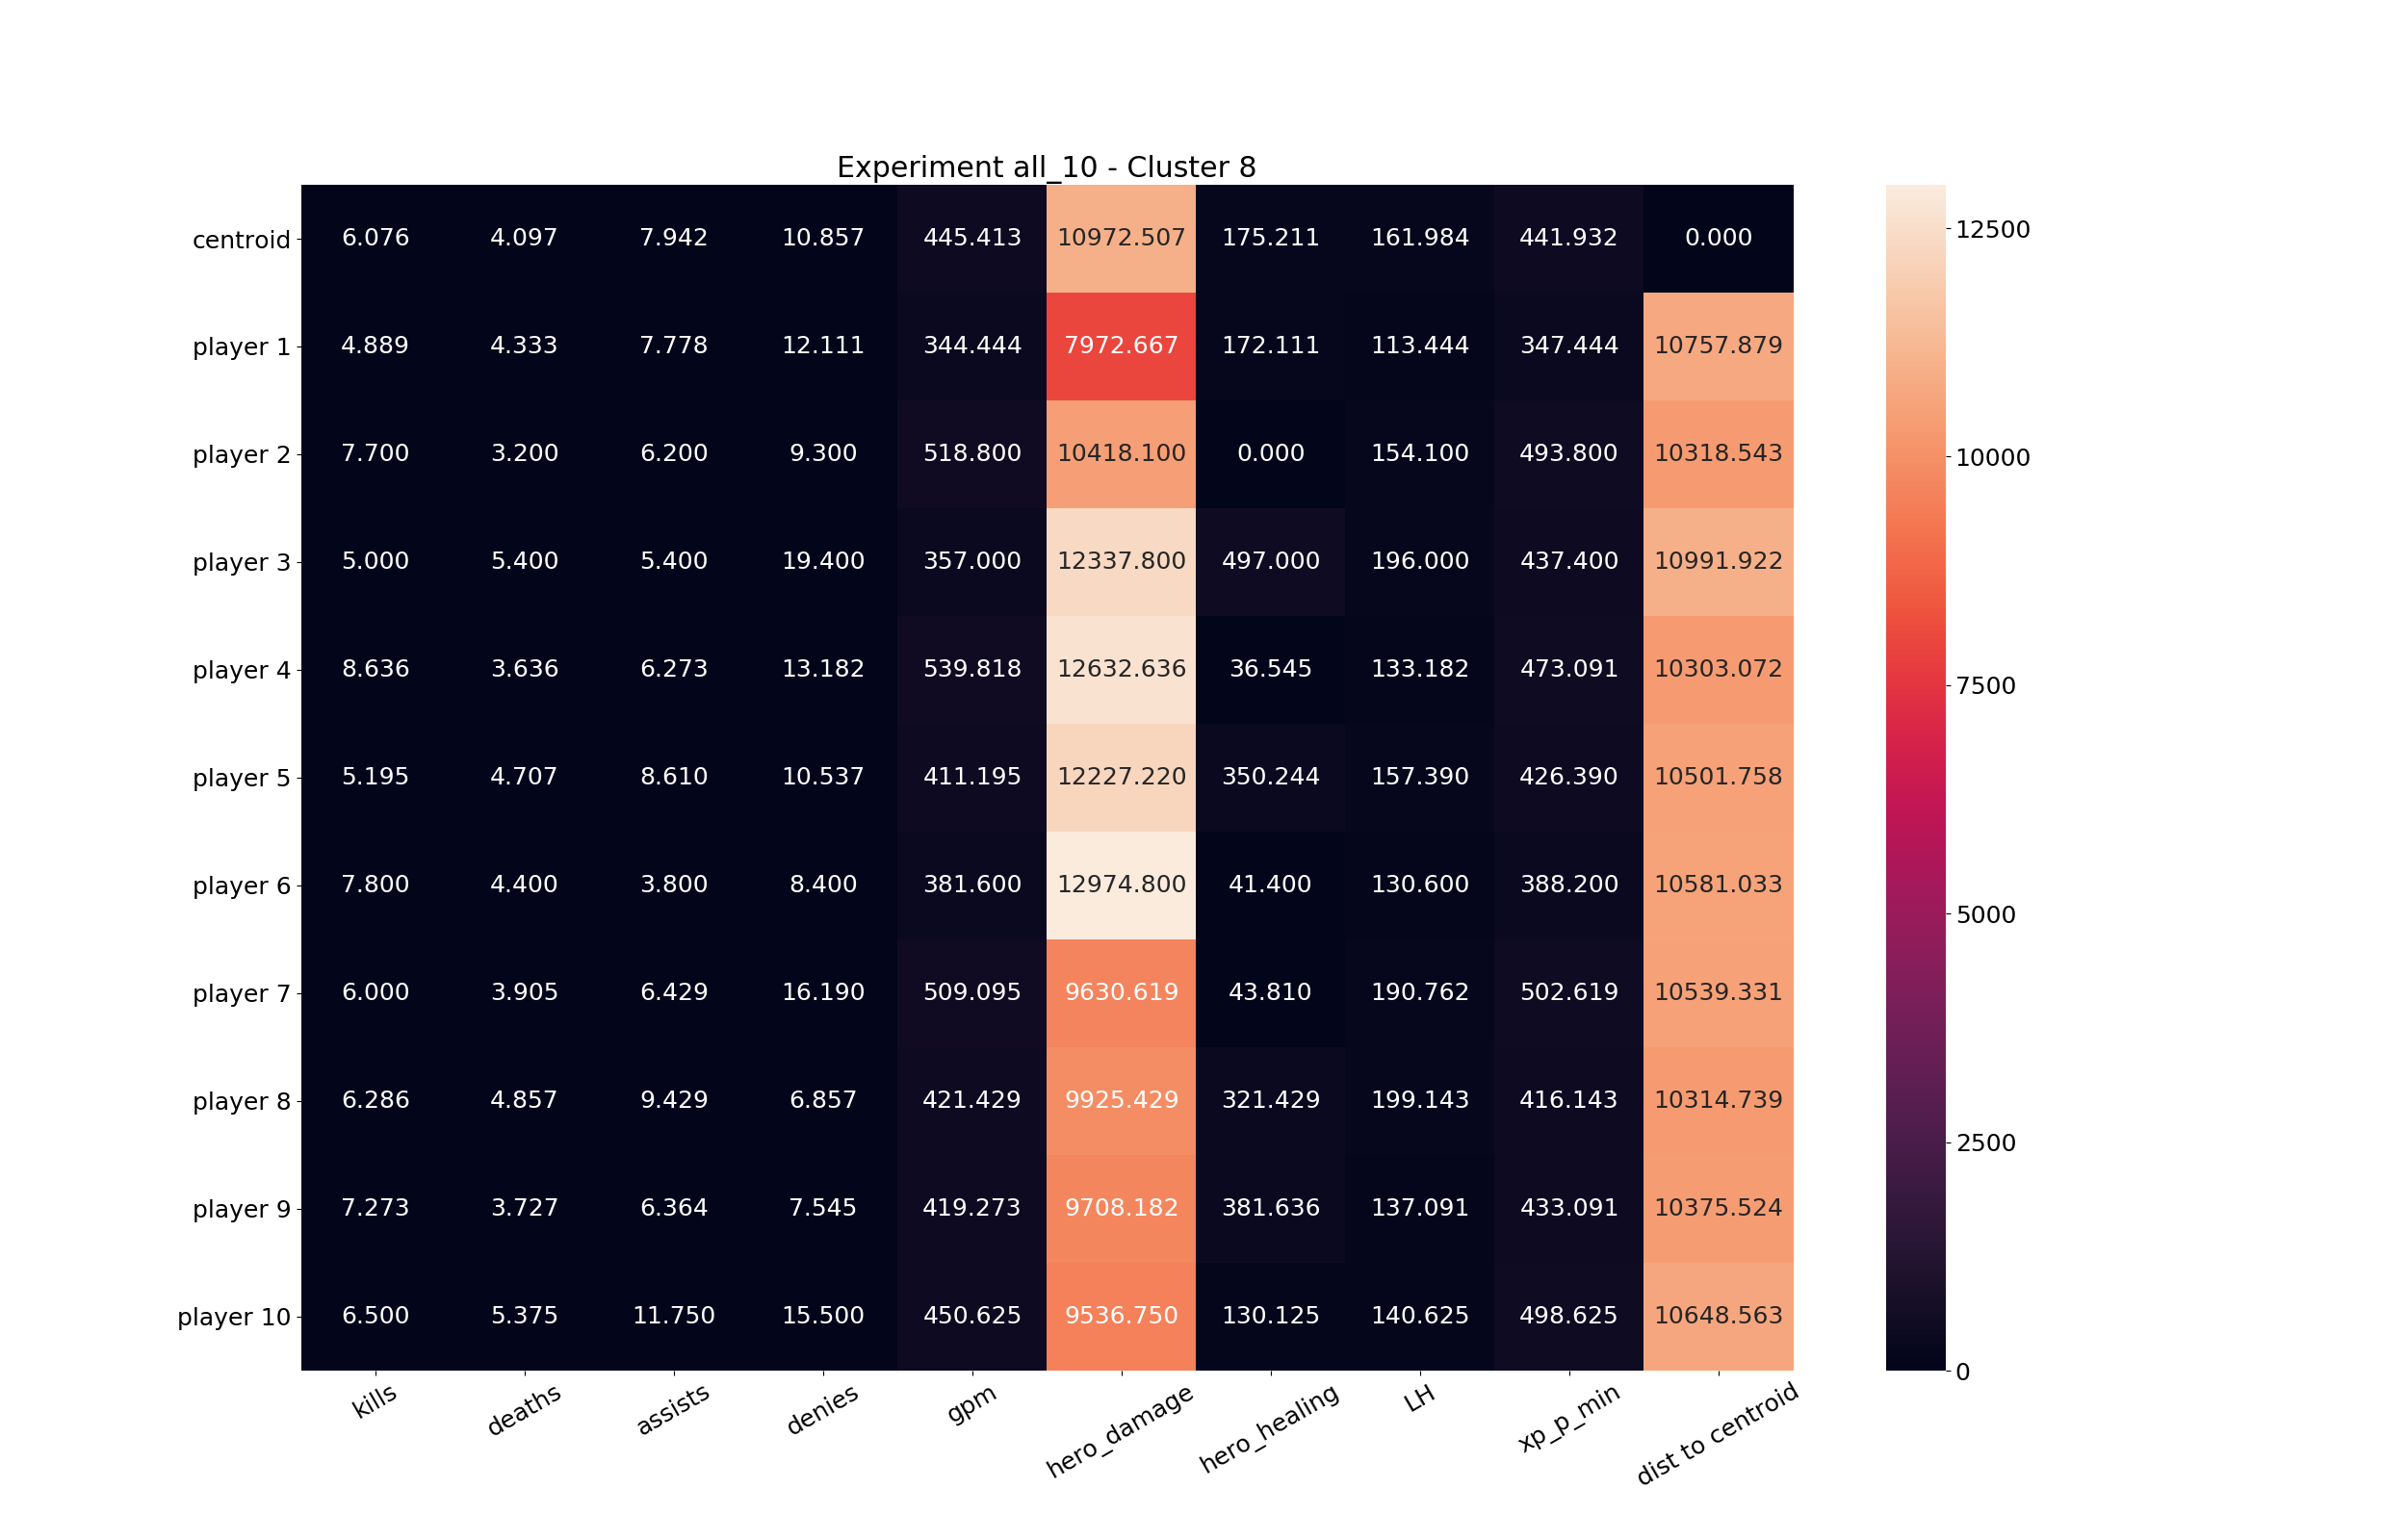 Experiment all_10 - Cluster 8
centroid 6.076 4.097 7.942 10.857 445.413 10972.507 175.211 161.984 441.932 0.000
player 1 4.889 4.333 7.778 12.111 344.444 7972.667 172.111 113.444 347.444 10757.879
player 2 7.700 3.200 6.200 9.300 518.800 10418.100 0.000 154.100 493.800 10318.543
player 3 5.000 5.400 5.400 19.400 357.000 12337.800 497.000 196.000 437.400 10991.922
player 4 8.636 3.636 6.273 13.182 539.818 12632.636 36.545 133.182 473.091 10303.072
player 5 5.195 4.707 8.610 10.537 411.195 12227.220 350.244 157.390 426.390 10501.758
player 6 7.800 4.400 3.800 8.400 381.600 12974.800 41.400 130.600 388.200 10581.033
player 7 6.000 3.905 6.429 16.190 509.095 9630.619 43.810 190.762 502.619 10539.331
player 8 6.286 4.857 9.429 6.857 421.429 9925.429 321.429 199.143 416.143 10314.739
player 9 7.273 3.727 6.364 7.545 419.273 9708.182 381.636 137.091 433.091 10375.524
player 10 6.500 5.375 11.750 15.500 450.625 9536.750 130.125 140.625 498.625 10648.563
kills deaths assists denies gpm hero_damage hero_healing LH xp_p_min dist to centroid
12500
10000
7500
5000
2500
0